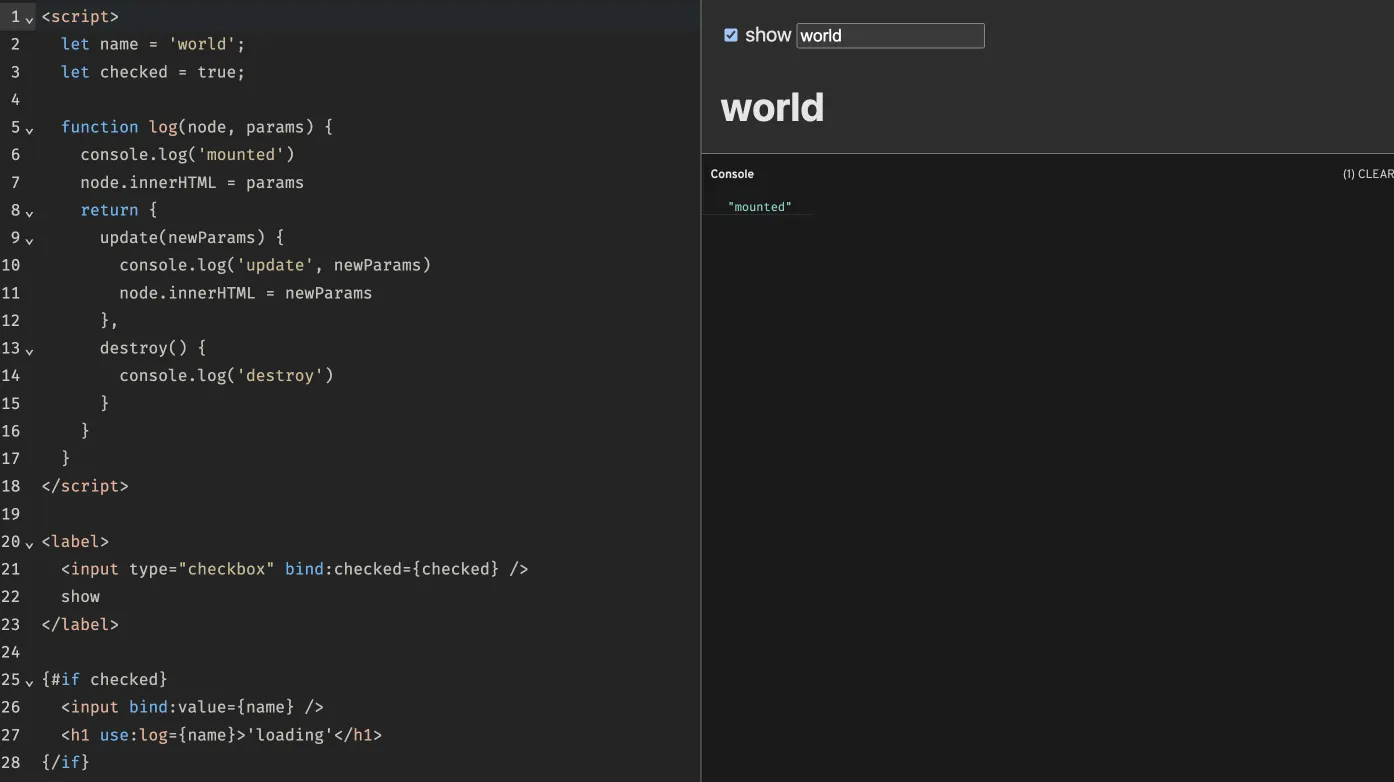 1 <script>
2 let name = 'world';
3 let checked = true;
4
5 function log(node, params) {
6 console.log('mounted')
7 node.innerHTML = params
8 return {
9 update(newParams) {
10 console.log('update', newParams)
11 node.innerHTML = newParams
12 },
13 destroy() {
14 console.log('destroy')
15 }
16 }
17 }
18 </script>
19
20 <label>
21 <input type="checkbox" bind:checked={checked} />
22 show
23 </label>
24
25 {#if checked}
26 <input bind:value={name} />
27 <h1 use:log={name}>'loading'</h1>
28 {/if}
show world
world
Console (1) CLEAR
"mounted"